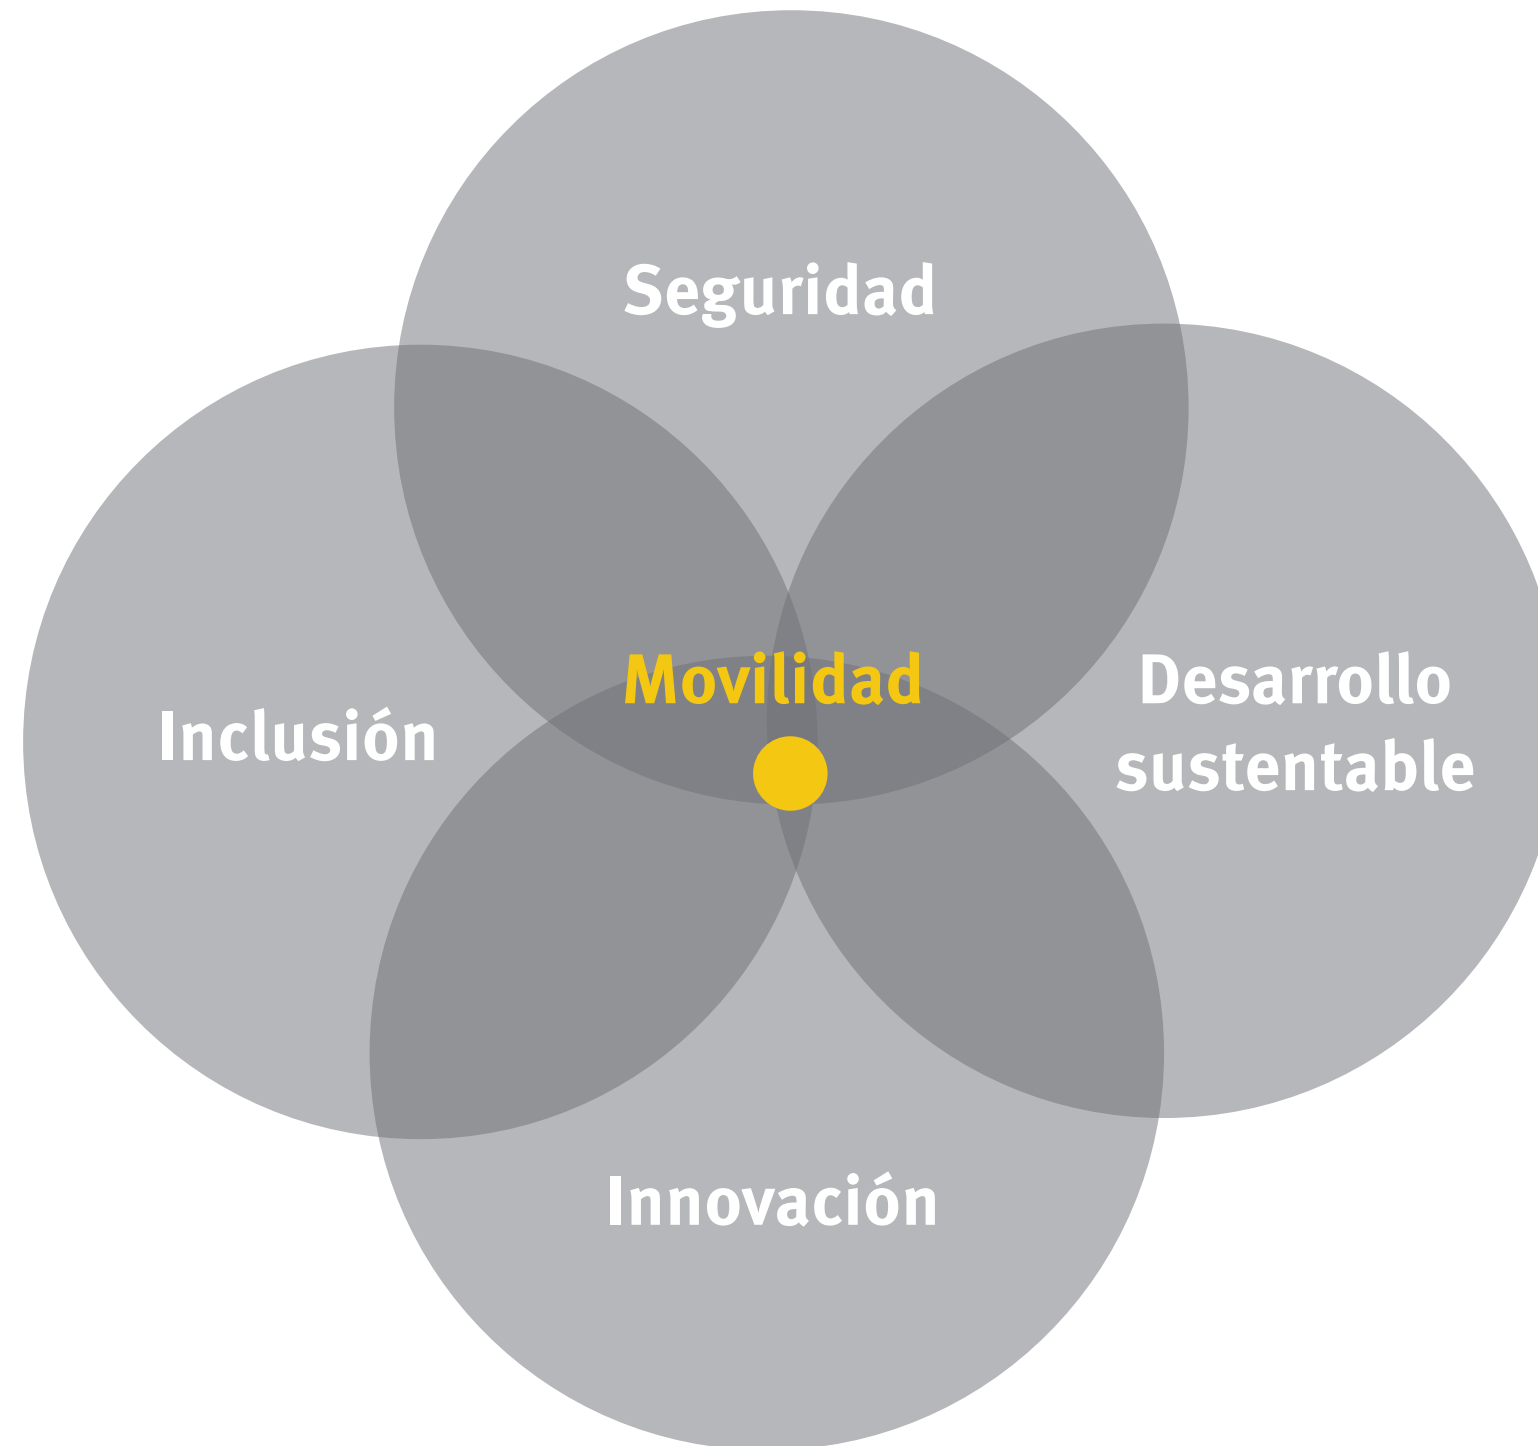 Seguridad
Movilidad
Inclusión
Desarrollo
sustentable
Innovación